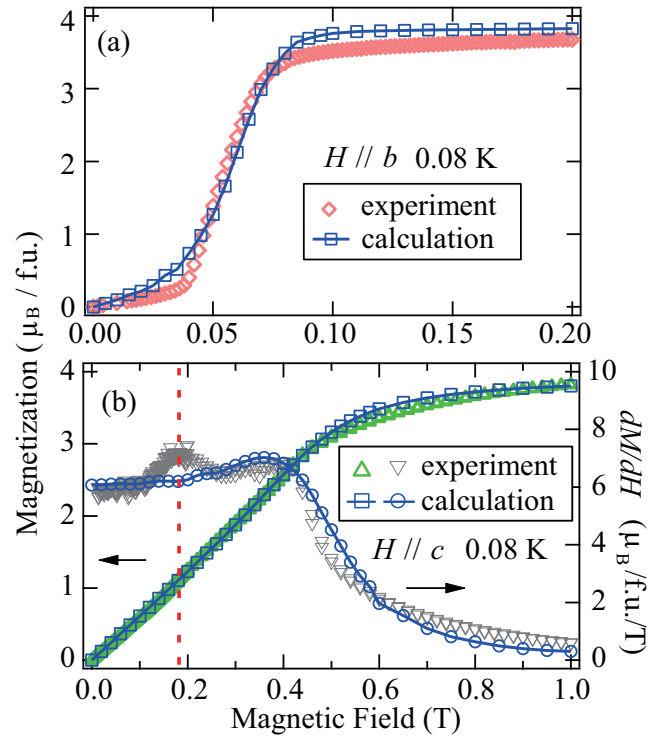 (a)
4
3
2
1
0
H // b 0.08 K
experiment
calculation
0.00 0.05 0.10 0.15 0.20
Magnetization ( μB / f.u.)
(b)
4
3
2
1
0
10
8
6
4
2
0
experiment
calculation
H // c 0.08 K
dM/dH ( μB/f.u./T)
0.0 0.2 0.4 0.6 0.8 1.0
Magnetic Field (T)